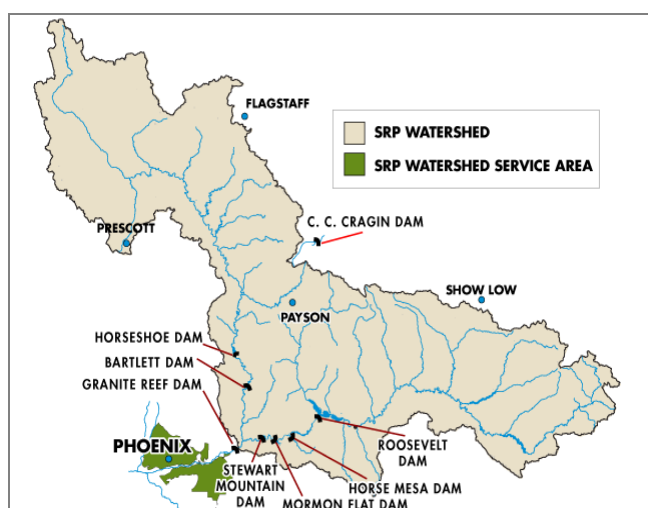 FLAGSTAFF
SRP WATERSHED
SRP WATERSHED SERVICE AREA
C. C. CRAGIN DAM
PRESCOTT
SHOW LOW
PAYSON
HORSESHOE DAM
BARTLETT DAM
GRANITE REEF DAM
PHOENIX
ROOSEVELT
DAM
STEWART
MOUNTAIN
DAM
HORSE MESA DAM
MORMON FLAT DAM